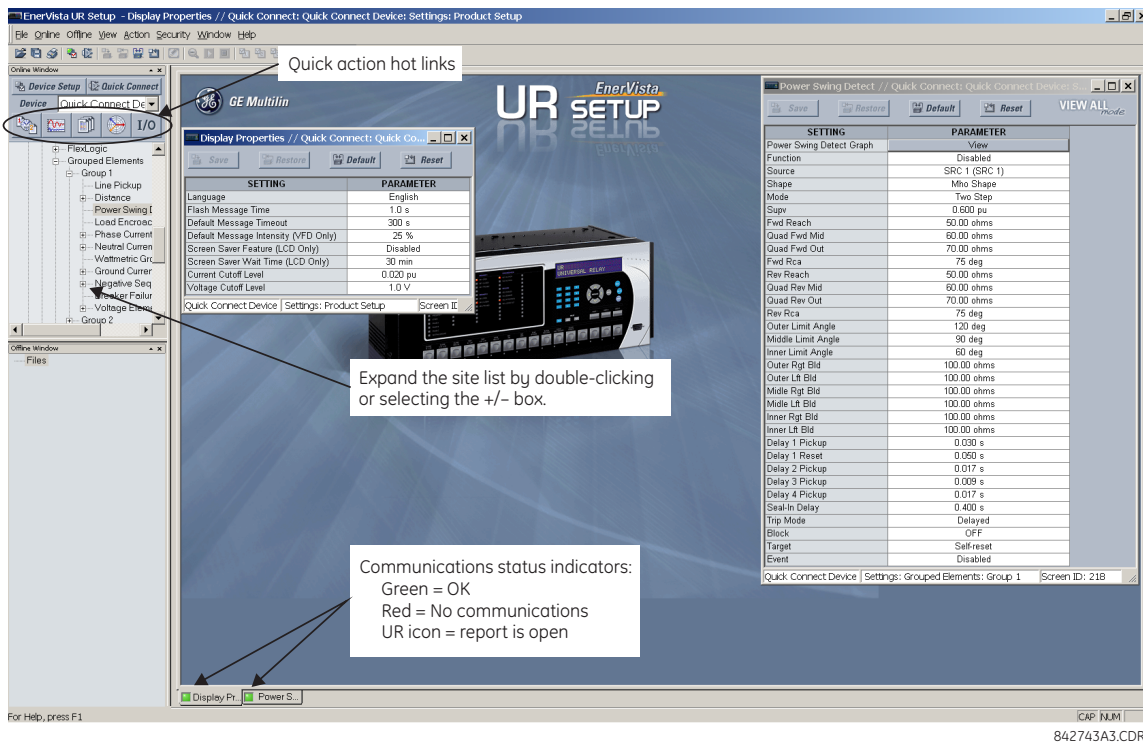 EnerVista UR Setup - Display Properties // Quick Connect: Quick Connect Device: Settings: Product Setup
File Online Offline View Action Security Window Help
Quick action hot links
Online Window
Device Setup Quick Connect
Device Quick Connect De
I/O
FlexLogic
Grouped Elements
Group 1
Line Pickup
Distance
Power Swing D
Load Encroac
Phase Current
Neutral Curren
Wattmetric Gro
Ground Curren
Negative Seq
Breaker Failur
Voltage Eleme
Group 2
Offline Window
Files
GE Multilin
EnerVista
UR SETUP
Display Properties // Quick Connect: Quick Co...
Save Restore Default Reset
SETTING PARAMETER
Language English
Flash Message Time 1.0 s
Default Message Timeout 300 s
Default Message Intensity (VFD Only) 25 %
Screen Saver Feature (LCD Only) Disabled
Screen Saver Wait Time (LCD Only) 30 min
Current Cutoff Level 0.020 pu
Voltage Cutoff Level 1.0 V
Quick Connect Device Settings: Product Setup Screen ID
UR
UNIVERSAL RELAY
Expand the site list by double-clicking
or selecting the +/– box.
Communications status indicators:
Green = OK
Red = No communications
UR icon = report is open
Power Swing Detect // Quick Connect: Quick Connect Device: S...
Save Restore Default Reset VIEW ALL mode
SETTING PARAMETER
Power Swing Detect Graph View
Function Disabled
Source SRC 1 (SRC 1)
Shape Mho Shape
Mode Two Step
Supv 0.600 pu
Fwd Reach 50.00 ohms
Quad Fwd Mid 60.00 ohms
Quad Fwd Out 70.00 ohms
Fwd Rca 75 deg
Rev Reach 50.00 ohms
Quad Rev Mid 60.00 ohms
Quad Rev Out 70.00 ohms
Rev Rca 75 deg
Outer Limit Angle 120 deg
Middle Limit Angle 90 deg
Inner Limit Angle 60 deg
Outer Rgt Bld 100.00 ohms
Outer Lft Bld 100.00 ohms
Midle Rgt Bld 100.00 ohms
Midle Lft Bld 100.00 ohms
Inner Rgt Bld 100.00 ohms
Inner Lft Bld 100.00 ohms
Delay 1 Pickup 0.030 s
Delay 1 Reset 0.050 s
Delay 2 Pickup 0.017 s
Delay 3 Pickup 0.009 s
Delay 4 Pickup 0.017 s
Seal-In Delay 0.400 s
Trip Mode Delayed
Block OFF
Target Self-reset
Event Disabled
Quick Connect Device Settings: Grouped Elements: Group 1 Screen ID: 218
Display Pr... Power S...
For Help, press F1
CAP NUM
842743A3.CDR